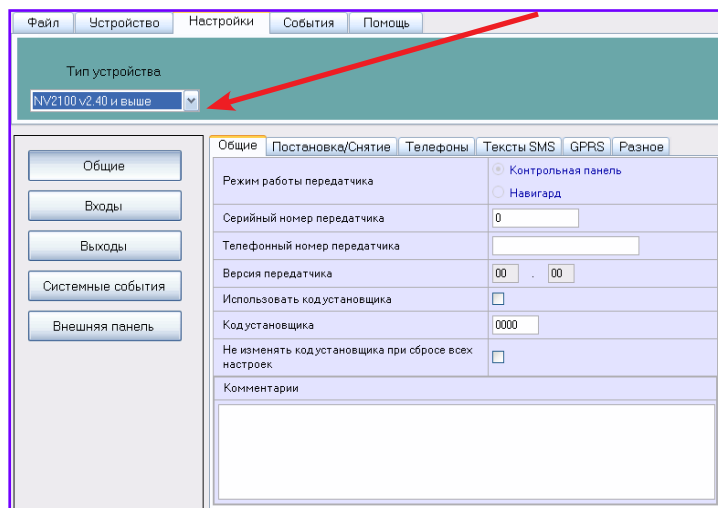 Файл Устройство Настройки События Помощь
Тип устройства
NV2100 v2.40 и выше
Общие Постановка/Снятие Телефоны Тексты SMS GPRS Разное
Общие
Входы
Выходы
Системные события
Внешняя панель
Режим работы передатчика
Контрольная панель
Навигард
Серийный номер передатчика 0
Телефонный номер передатчика
Версия передатчика 00 . 00
Использовать код установщика
Код установщика 0000
Не изменять код установщика при сбросе всех
настроек
Комментарии